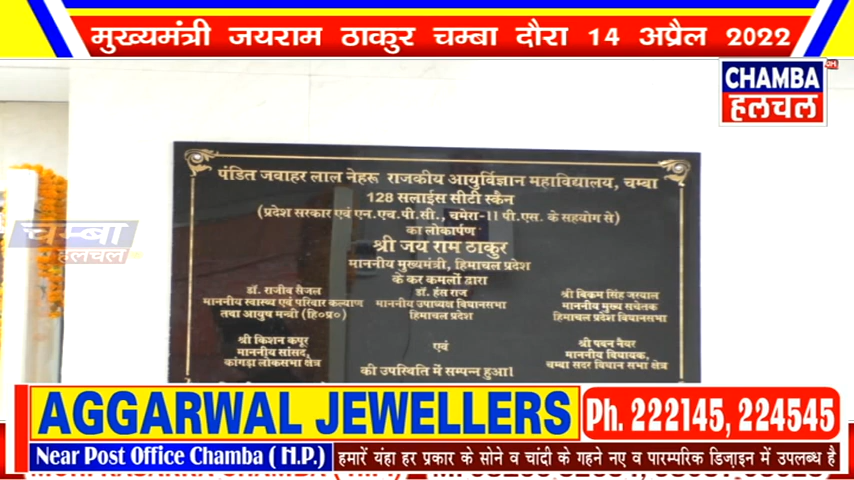 मुख्यमंत्री जयराम ठाकुर चम्बा दौरा 14 अप्रैल 2022
CHAMBA
हलचल
पंडित जवाहर लाल नेहरू राजकीय आयुर्विज्ञान महाविद्यालय, चम्बा
128 सलाईस सीटी स्कैन
(प्रदेश सरकार एवं एन.एच.पी.सी., चमेरा-II पी.एस. के सहयोग से)
का लोकार्पण
श्री जय राम ठाकुर
माननीय मुख्यमंत्री, हिमाचल प्रदेश
के कर कमलों द्वारा
चम्बा
हलचल
डॉ. राजीव सैजल
माननीय स्वास्थ्य एवं परिवार कल्याण
तथा आयुष मन्त्री (हि०प्र०)
डॉ. हंस राज
माननीय उपाध्यक्ष विधानसभा
हिमाचल प्रदेश
श्री बिक्रम सिंह जरयाल
माननीय मुख्य सचेतक
हिमाचल प्रदेश विधानसभा
श्री किशन कपूर
माननीय सांसद,
कांगड़ा लोकसभा क्षेत्र
एवं
श्री पवन नैयर
माननीय विधायक,
चम्बा सदर विधान सभा क्षेत्र
की उपस्थिति में सम्पन्न हुआ।
AGGARWAL JEWELLERS
Ph. 222145, 224545
Near Post Office Chamba ( H.P.)
हमारें यंहा हर प्रकार के सोने व चांदी के गहने नए व पारम्परिक डिज़ाइन में उपलब्ध है